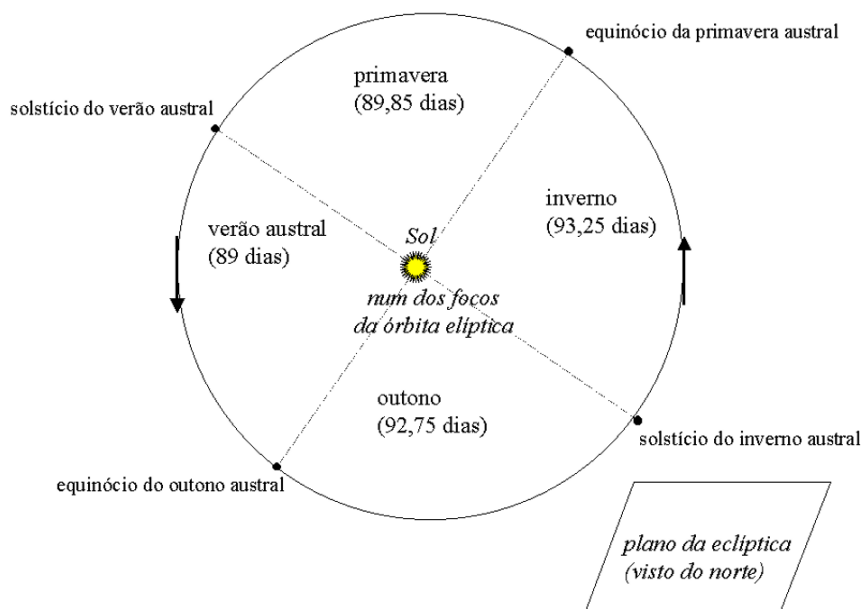 equinócio da primavera austral
primavera
(89,85 dias)
solstício do verão austral
inverno
(93,25 dias)
verão austral
(89 dias)
Sol
num dos focos
da órbita elíptica
outono
(92,75 dias)
solstício do inverno austral
equinócio do outono austral
plano da eclíptica
(visto do norte)